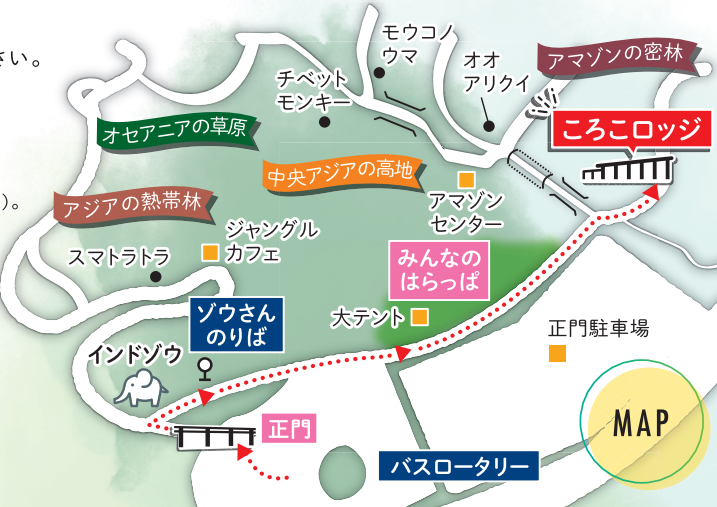 さい。
）。
モウコノ
ウマ
オオ
アリクイ
アマゾンの密林
チベット
モンキー
ころこロッジ
オセアニアの草原
中央アジアの高地
アマゾン
センター
アジアの熱帯林
ジャングル
カフェ
スマトラトラ
みんなの
はらっぱ
ゾウさん
のりば
大テント
正門駐車場
インドゾウ
MAP
正門
バスロータリー